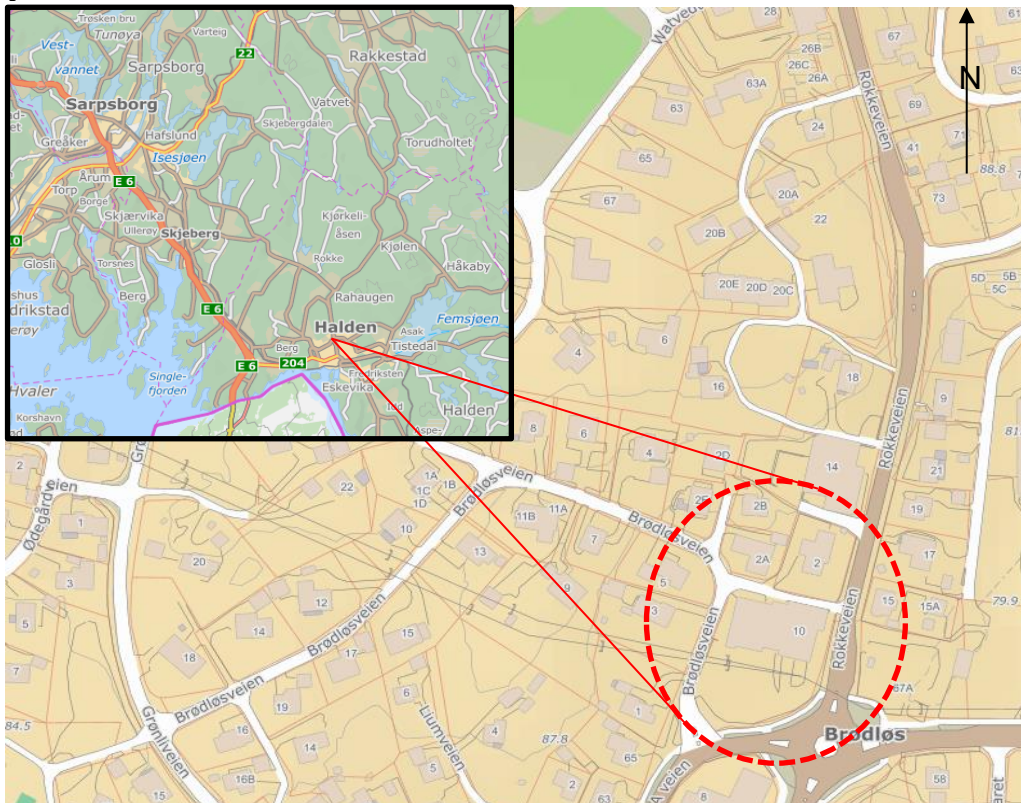 Trøsken bru
Varteig
Tunøya
22
Rakkestad
Vest-
vannet
Sarpsborg
Sarpsborg
Vatvet
Hafslund
Skjebergdalen
Greåker
Isesjøen
Torudholtet
Årum
E 6
Torp
Borge
Skjærvika
Kjørkeli-
åsen
Ullerøy
Skjeberg
Kjølen
Glosli
Torsnes
Rokke
Håkaby
Berg
drikstad
Rahaugen
E 6
Femsjøen
Halden
Asak
Berg
Tistedal
E 6
204
Hvaler
Single-
fjorden
Fredriksten
Eskevika
Korshavn
Idd
Halden
Aspe-
N
Rokkeveien
28
67
26B
26C
26A
63A
63
69
24
71
41
65
88.8
20A
73
67
22
20B
5D
5B
5C
20E
20D
20C
4
6
16
18
9
81
Rokkeveien
8
6
4
2D
14
21
2
1A
1B
1C
1D
22
Brødløsveien
2B
19
11A
11B
Ødegårdsveien
1
10
Brødløsveien
7
2A
2
17
20
13
5
3
9
3
15
15A
79.9
12
5
10
Rokkeveien
14
15
17
Brødløsveien
18
7
67A
6
Brødløsveien
19
1
84.5
Brødløs
16
Grønliveien
14
Liumveien
4
87.8
65
5
16B
2
63
8
58